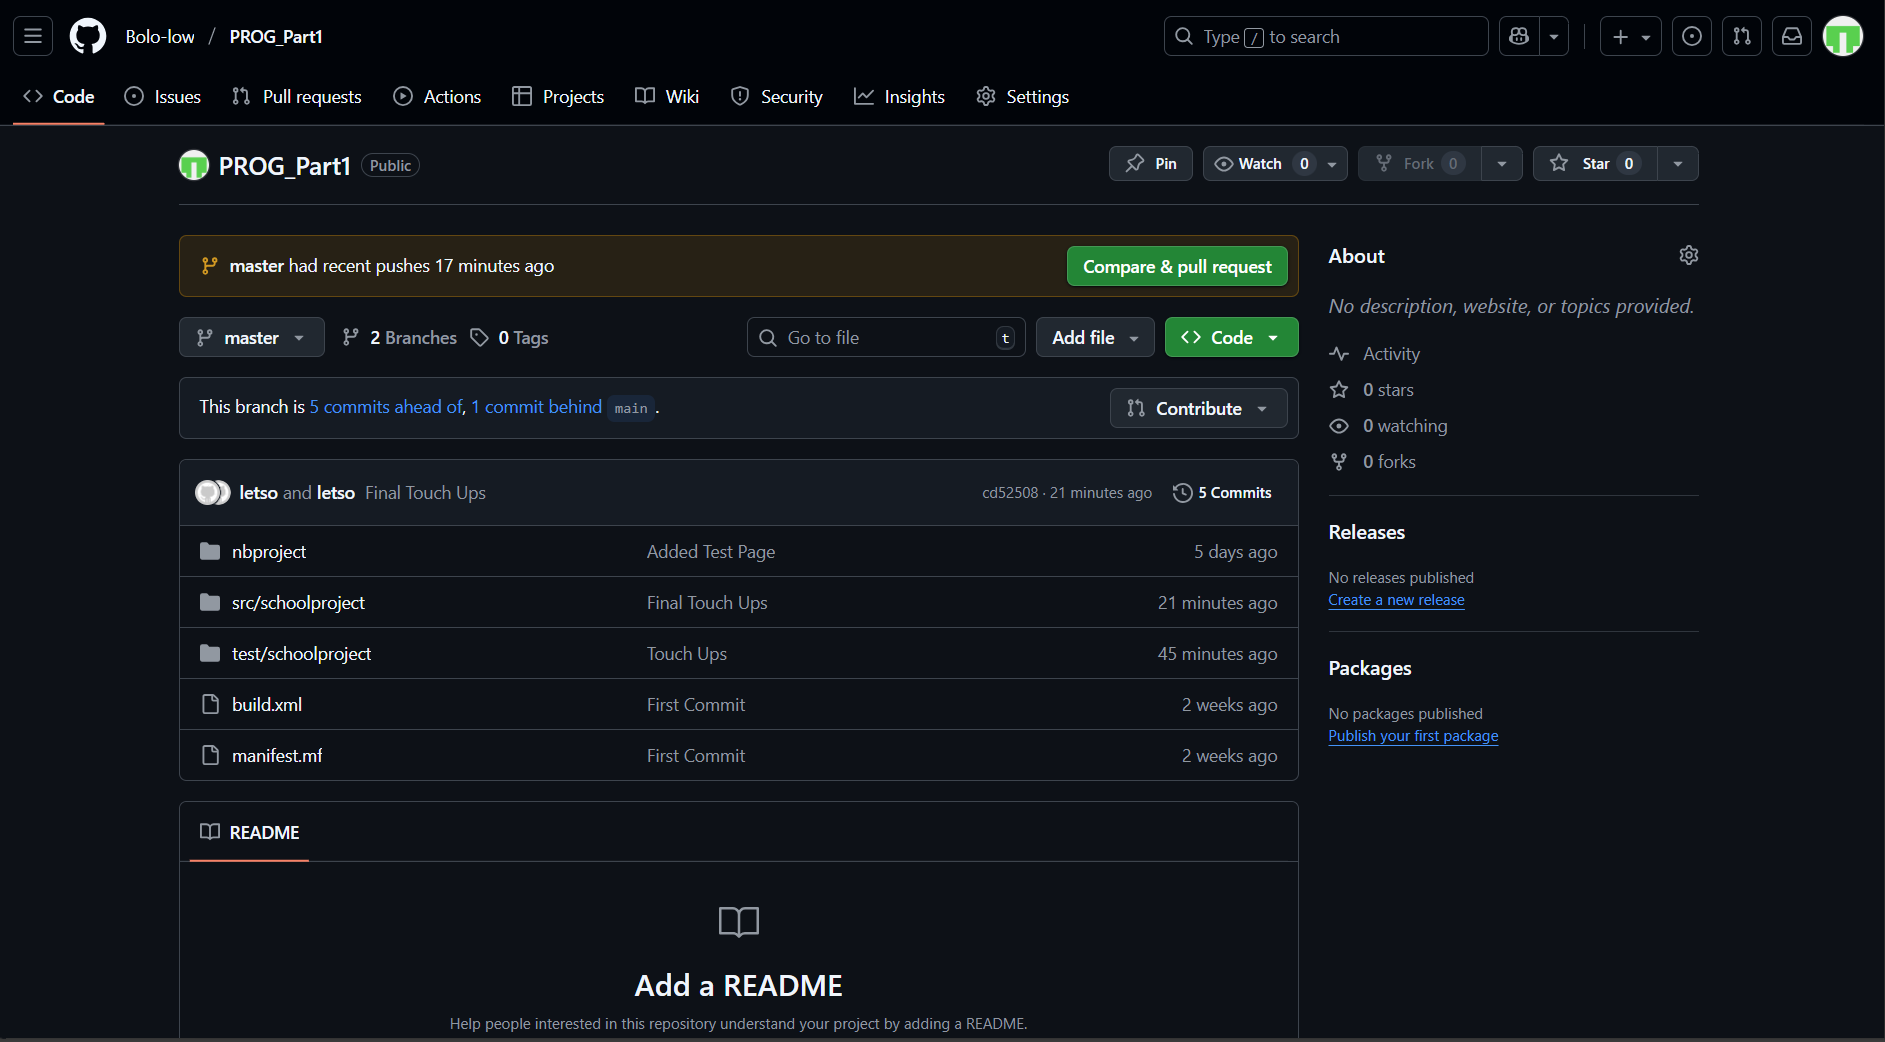 Bolo-low / PROG_Part1
Type / to search
Code Issues Pull requests Actions Projects Wiki Security Insights Settings
PROG_Part1 Public
Pin Watch 0 Fork 0 Star 0
master had recent pushes 17 minutes ago
Compare & pull request
master 2 Branches 0 Tags
Go to file t
Add file
Code
This branch is 5 commits ahead of, 1 commit behind main .
Contribute
letso and letso Final Touch Ups cd52508 · 21 minutes ago 5 Commits
nbproject Added Test Page 5 days ago
src/schoolproject Final Touch Ups 21 minutes ago
test/schoolproject Touch Ups 45 minutes ago
build.xml First Commit 2 weeks ago
manifest.mf First Commit 2 weeks ago
README
Add a README
Help people interested in this repository understand your project by adding a README.
About
No description, website, or topics provided.
Activity
0 stars
0 watching
0 forks
Releases
No releases published
Create a new release
Packages
No packages published
Publish your first package